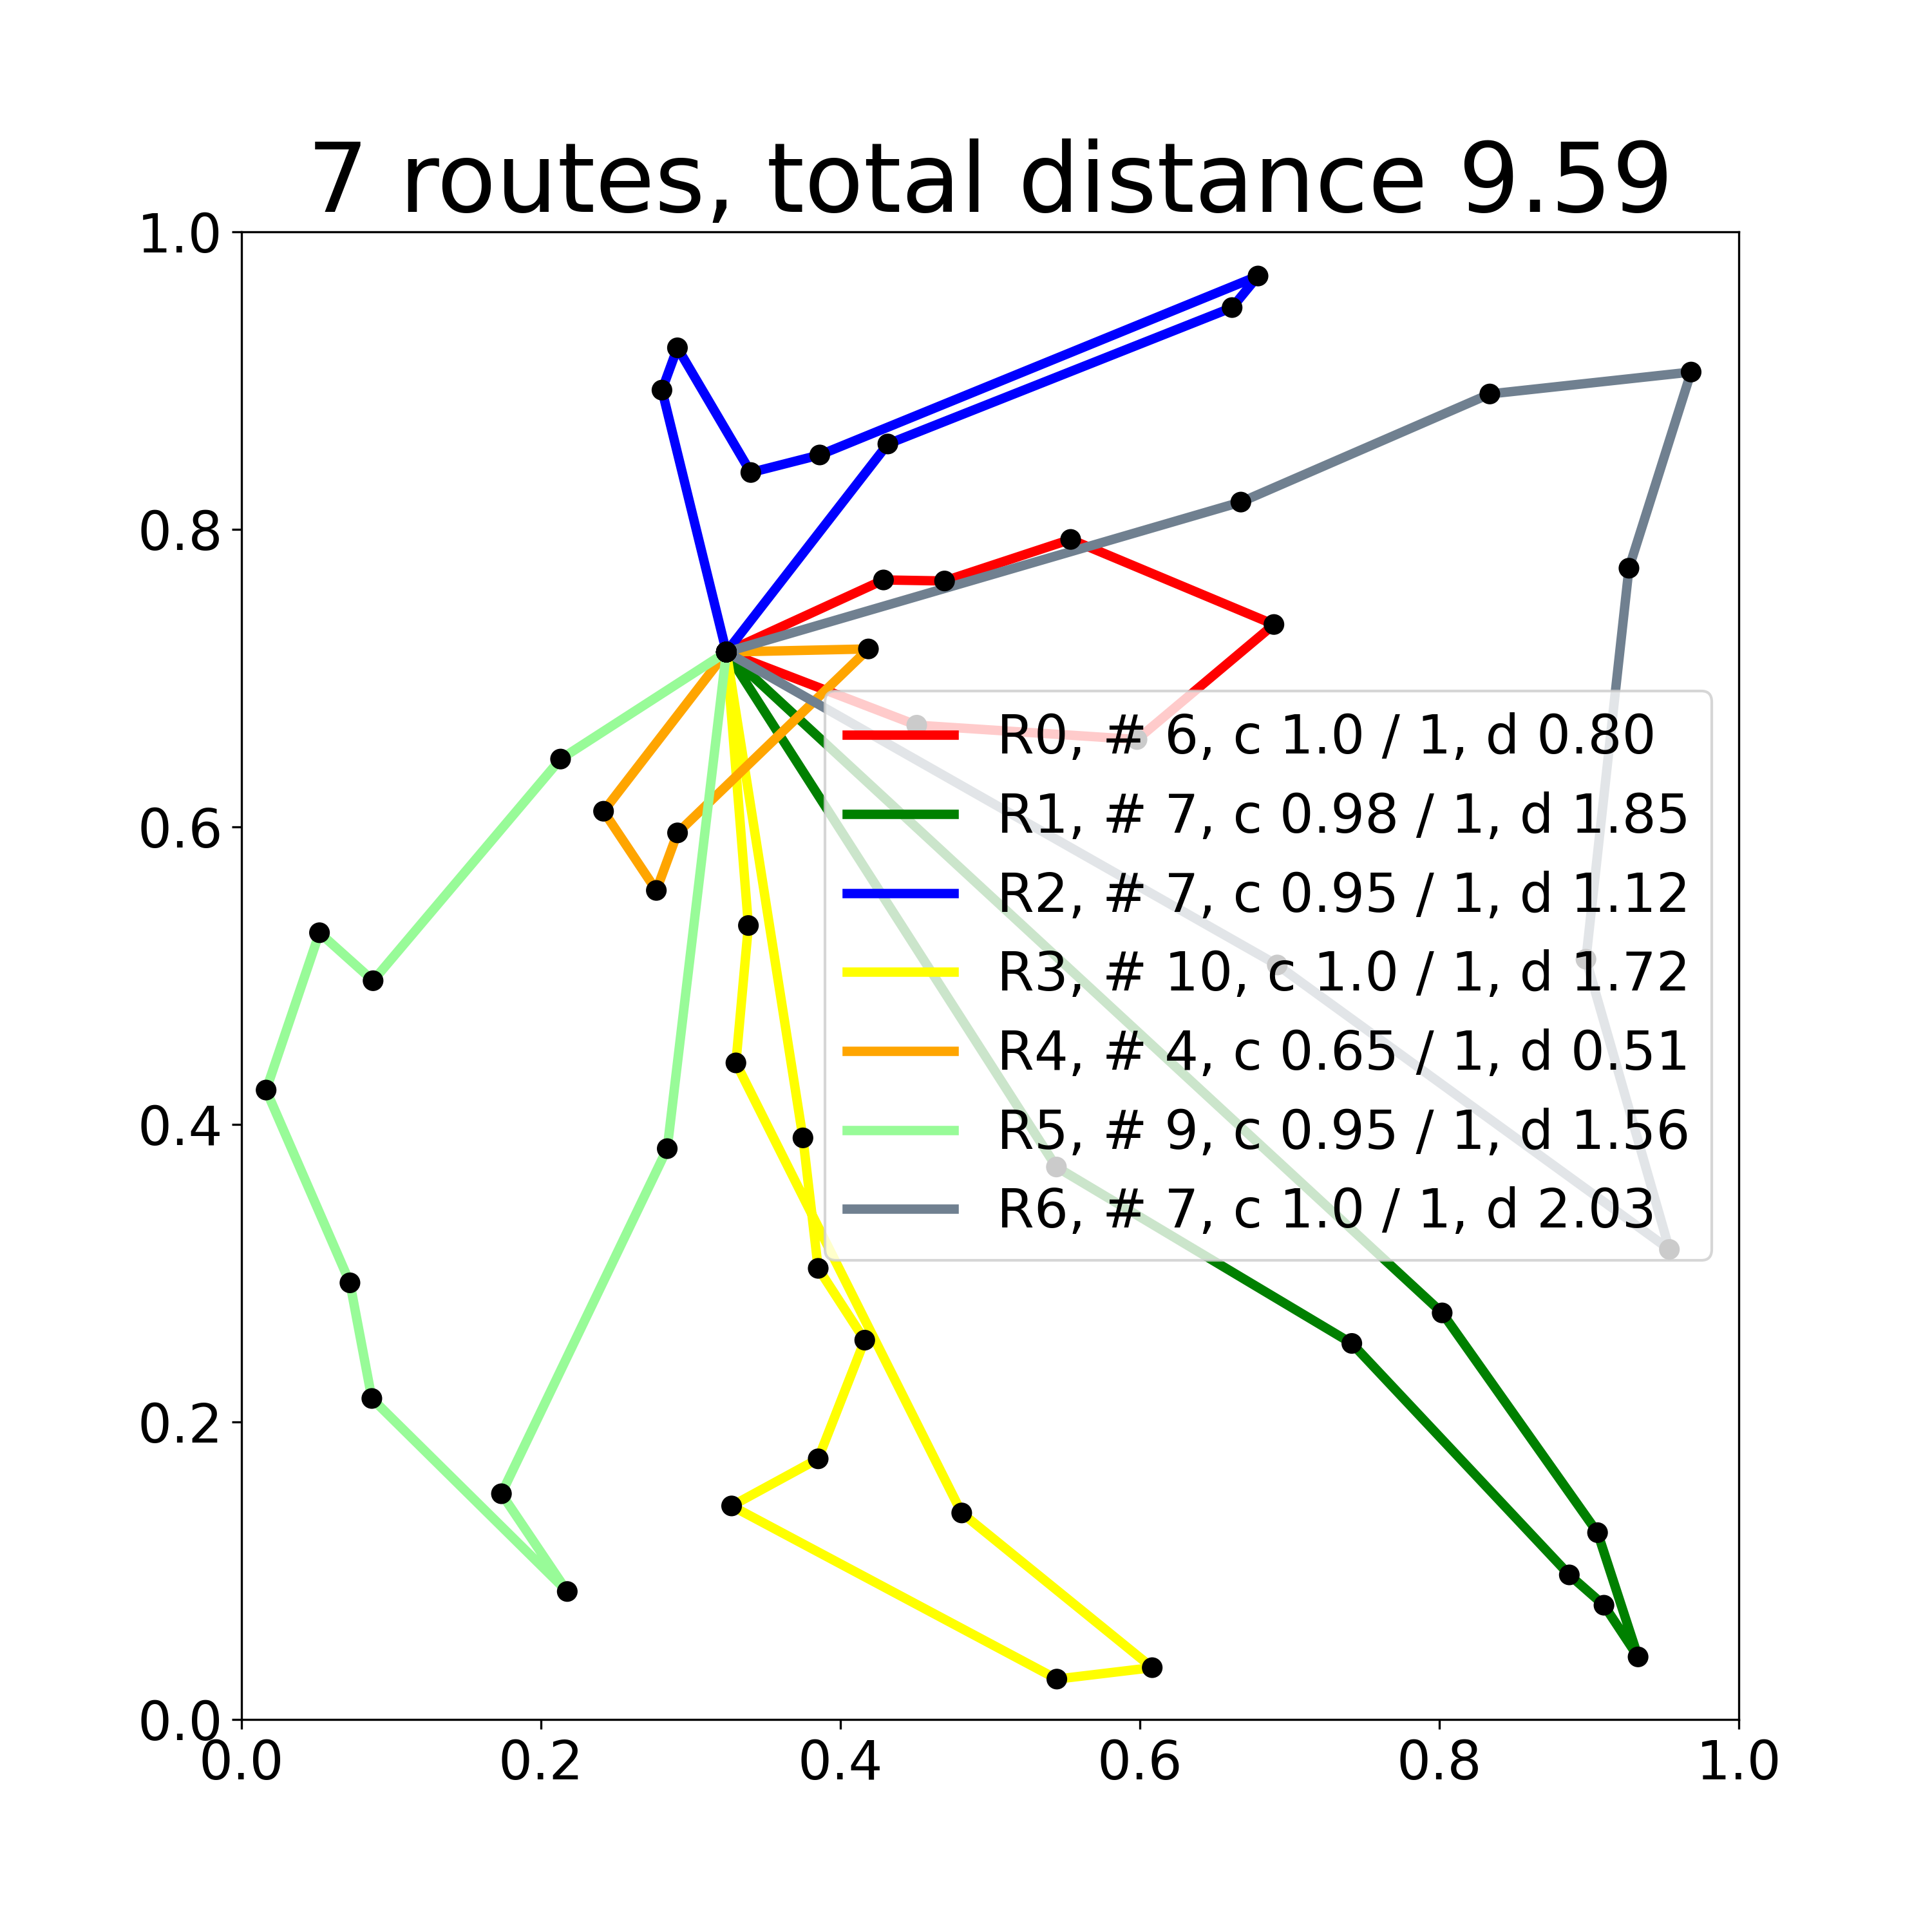 7 routes, total distance 9.59
1.0
0.8
0.6
0.4
0.2
0.0
R0, # 6, c 1.0 / 1, d 0.80
R1, # 7, c 0.98 / 1, d 1.85
R2, # 7, c 0.95 / 1, d 1.12
R3, # 10, c 1.0 / 1, d 1.72
R4, # 4, c 0.65 / 1, d 0.51
R5, # 9, c 0.95 / 1, d 1.56
R6, # 7, c 1.0 / 1, d 2.03
0.0 0.2 0.4 0.6 0.8 1.0